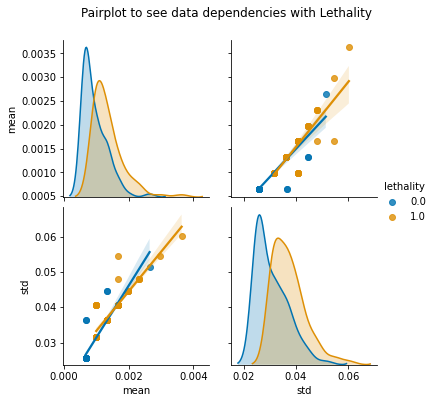 Pairplot to see data dependencies with Lethality
0.0035
0.0030
0.0025
0.0020
0.0015
0.0010
0.0005
mean
lethality
0.0
1.0
0.06
0.05
0.04
0.03
std
0.000 0.002 0.004
mean
0.02 0.04 0.06
std